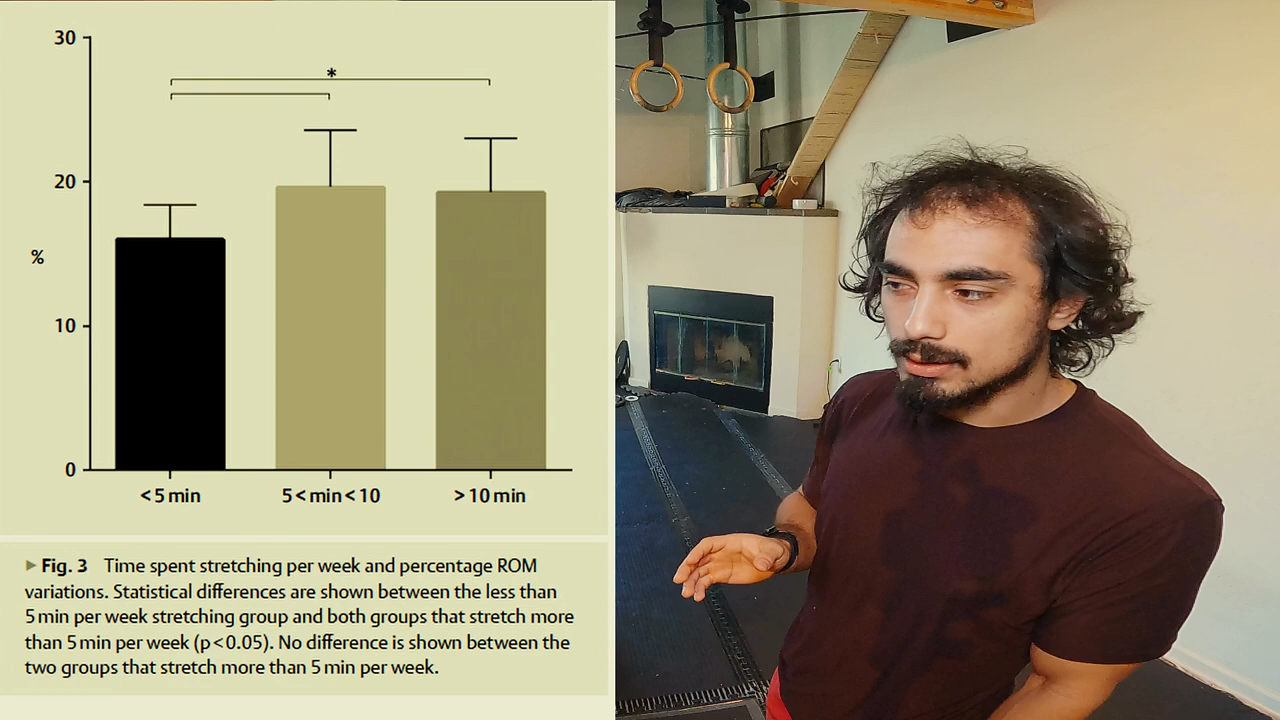 30
*
20
%
10
0
<5 min
5<min<10
>10 min
▶ Fig. 3 Time spent stretching per week and percentage ROM
variations. Statistical differences are shown between the less than
5 min per week stretching group and both groups that stretch more
than 5 min per week (p<0.05). No difference is shown between the
two groups that stretch more than 5 min per week.